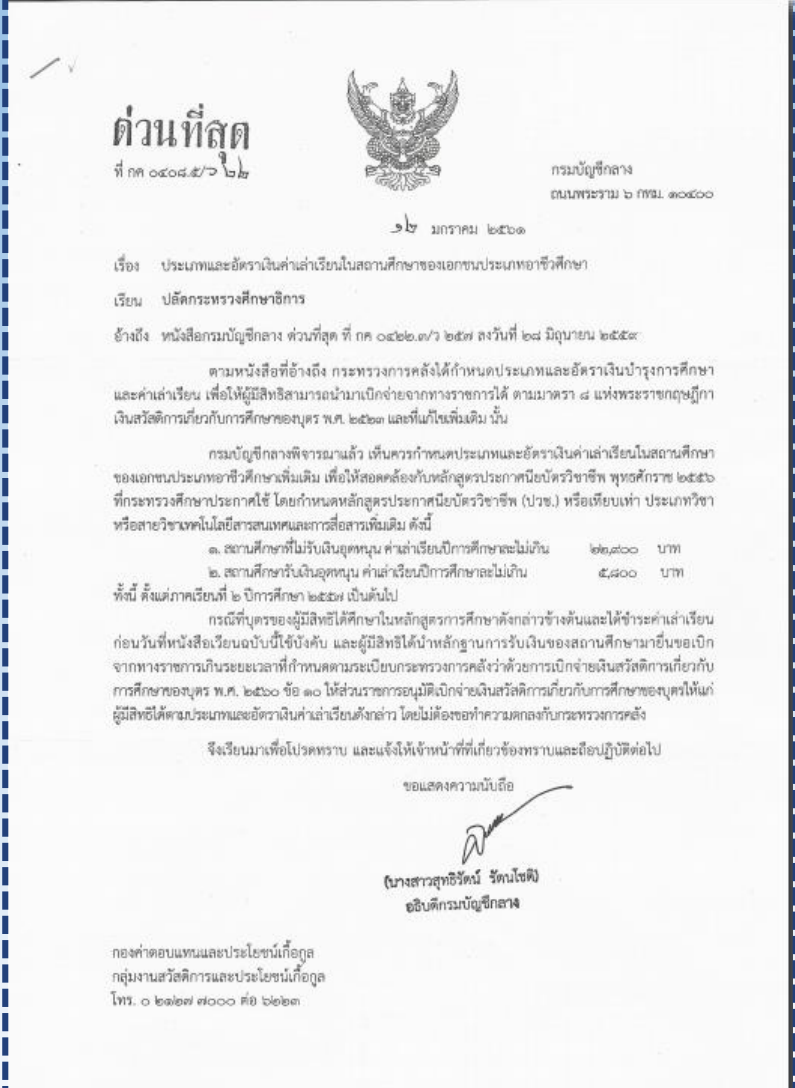 ด่วนที่สุด
ที่ กค ๐๔๐๘.๕/ว ๒๒
กรมบัญชีกลาง
ถนนพระราม ๖ กทม. ๑๐๔๐๐
๑๒ มกราคม ๒๕๖๑
เรื่อง ประเภทและอัตราเงินค่าเล่าเรียนในสถานศึกษาของเอกชนประเภทอาชีวศึกษา
เรียน ปลัดกระทรวงศึกษาธิการ
อ้างถึง หนังสือกรมบัญชีกลาง ด่วนที่สุด ที่ กค ๐๔๒๒.๓/ว ๒๕๗ ลงวันที่ ๒๘ มิถุนายน ๒๕๕๙
ตามหนังสือที่อ้างถึง กระทรวงการคลังได้กำหนดประเภทและอัตราเงินบำรุงการศึกษา
และค่าเล่าเรียน เพื่อให้ผู้มีสิทธิสามารถนำมาเบิกจ่ายจากทางราชการได้ ตามมาตรา ๘ แห่งพระราชกฤษฎีกา
เงินสวัสดิการเกี่ยวกับการศึกษาของบุตร พ.ศ. ๒๕๒๓ และที่แก้ไขเพิ่มเติม นั้น
กรมบัญชีกลางพิจารณาแล้ว เห็นควรกำหนดประเภทและอัตราเงินค่าเล่าเรียนในสถานศึกษา
ของเอกชนประเภทอาชีวศึกษาเพิ่มเติม เพื่อให้สอดคล้องกับหลักสูตรประกาศนียบัตรวิชาชีพ พุทธศักราช ๒๕๕๖
ที่กระทรวงศึกษาประกาศใช้ โดยกำหนดหลักสูตรประกาศนียบัตรวิชาชีพ (ปวช.) หรือเทียบเท่า ประเภทวิชา
หรือสายวิชาเทคโนโลยีสารสนเทศและการสื่อสารเพิ่มเติม ดังนี้
๑. สถานศึกษาที่ไม่รับเงินอุดหนุน ค่าเล่าเรียนปีการศึกษาละไม่เกิน ๒๒,๙๐๐ บาท
๒. สถานศึกษารับเงินอุดหนุน ค่าเล่าเรียนปีการศึกษาละไม่เกิน ๕,๘๐๐ บาท
ทั้งนี้ ตั้งแต่ภาคเรียนที่ ๒ ปีการศึกษา ๒๕๕๗ เป็นต้นไป
กรณีที่บุตรของผู้มีสิทธิได้ศึกษาในหลักสูตรการศึกษาดังกล่าวข้างต้นและได้ชำระค่าเล่าเรียน
ก่อนวันที่หนังสือเวียนฉบับนี้ใช้บังคับ และผู้มีสิทธิได้นำหลักฐานการรับเงินของสถานศึกษามายื่นขอเบิก
จากทางราชการเกินระยะเวลาที่กำหนดตามระเบียบกระทรวงการคลังว่าด้วยการเบิกจ่ายเงินสวัสดิการเกี่ยวกับ
การศึกษาของบุตร พ.ศ. ๒๕๖๐ ข้อ ๑๐ ให้ส่วนราชการอนุมัติเบิกจ่ายเงินสวัสดิการเกี่ยวกับการศึกษาของบุตรให้แก่
ผู้มีสิทธิได้ตามประเภทและอัตราเงินค่าเล่าเรียนดังกล่าว โดยไม่ต้องขอทำความตกลงกับกระทรวงการคลัง
จึงเรียนมาเพื่อโปรดทราบ และแจ้งให้เจ้าหน้าที่ที่เกี่ยวข้องทราบและถือปฏิบัติต่อไป
ขอแสดงความนับถือ
(นางสาวสุทธิรัตน์ รัตนโชติ)
อธิบดีกรมบัญชีกลาง
กองค่าตอบแทนและประโยชน์เกื้อกูล
กลุ่มงานสวัสดิการและประโยชน์เกื้อกูล
โทร. ๐ ๒๑๒๗ ๗๐๐๐ ต่อ ๖๒๒๓